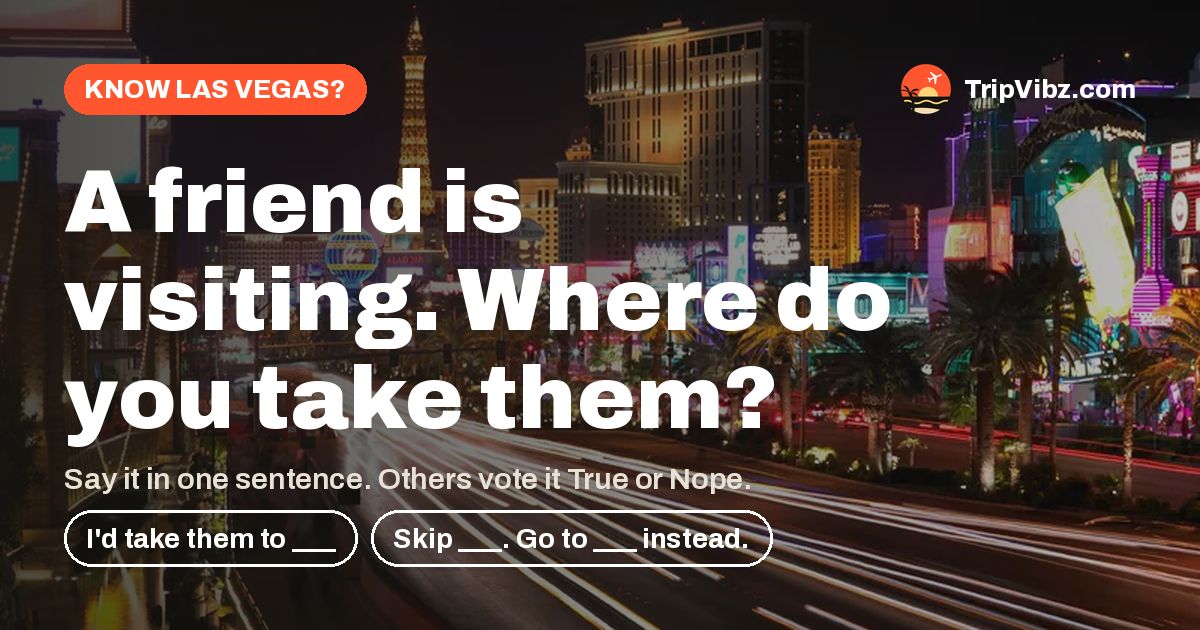 KNOW LAS VEGAS?
TripVibz.com
A friend is
visiting. Where do
you take them?
Say it in one sentence. Others vote it True or Nope.
I'd take them to ___
Skip ___. Go to ___ instead.